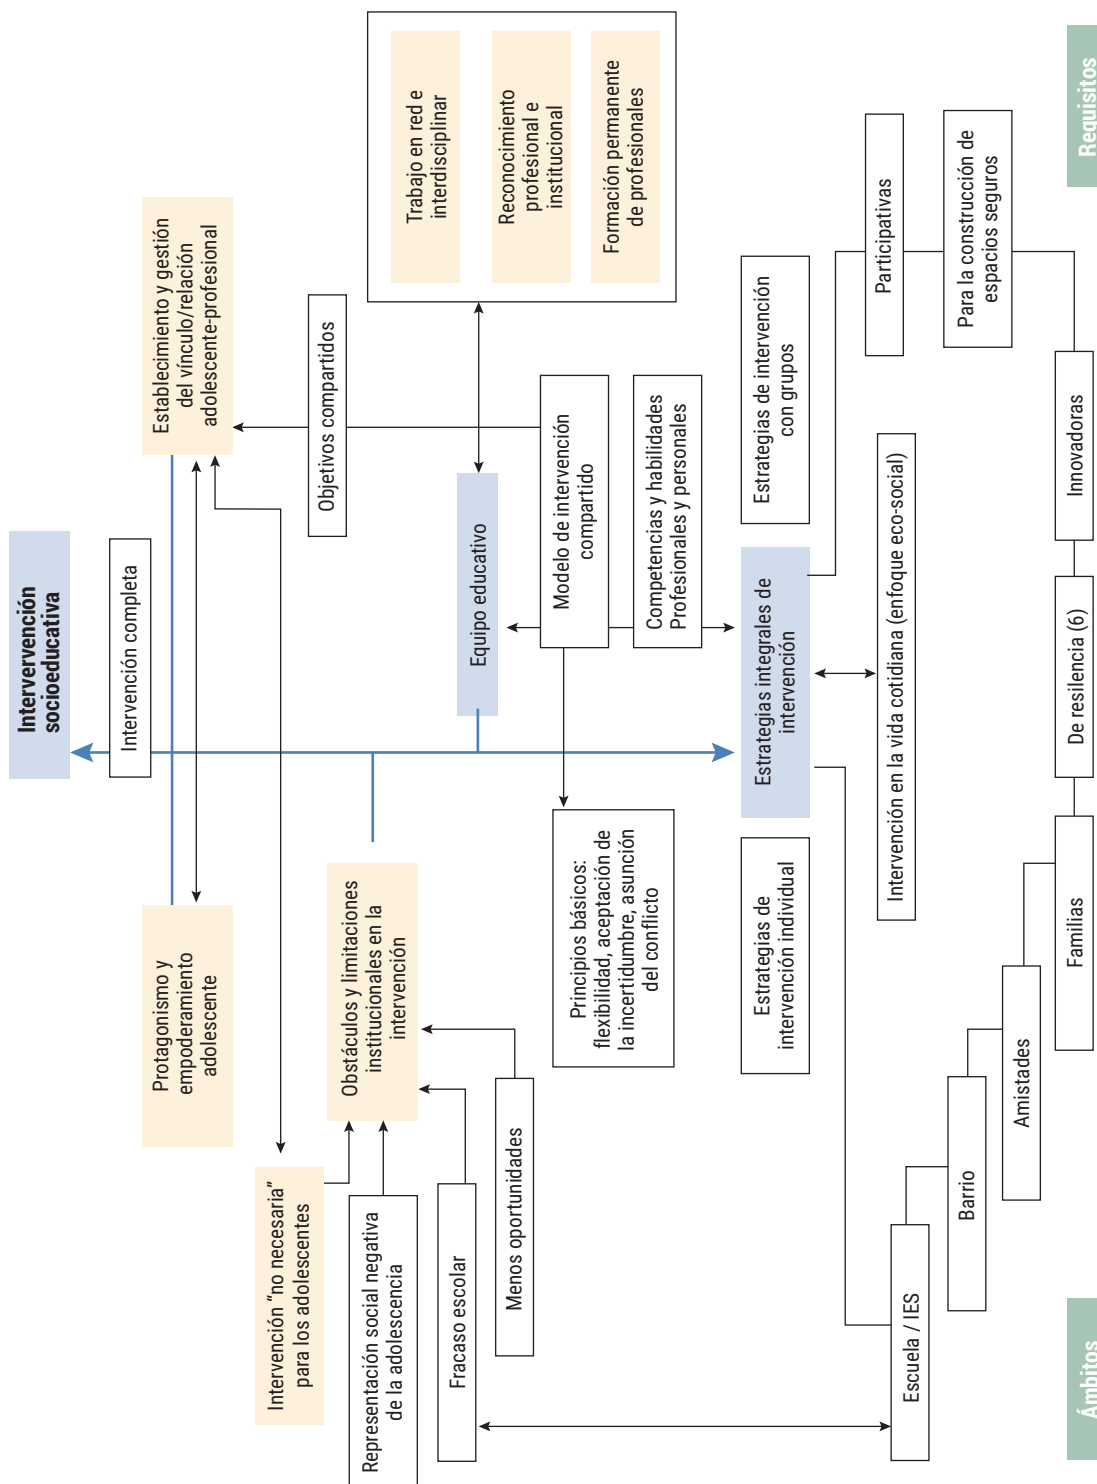 Intervervención
socioeducativa
Intervención completa
Protagonismo y
empoderamiento
adolescente
Establecimiento y gestión
del vínculo/relación
adolescente-profesional
Intervención "no necesaria"
para los adolescentes
Objetivos compartidos
Representación social negativa
de la adolescencia
Obstáculos y limitaciones
institucionales en la
intervención
Trabajo en red e
interdisciplinar
Reconocimiento
profesional e
institucional
Formación permanente
de profesionales
Fracaso escolar
Equipo educativo
Menos oportunidades
Modelo de intervención
compartido
Principios básicos:
flexibilidad, aceptación de
la incertidumbre, asunción
del conflicto
Competencias y habilidades
Profesionales y personales
Estrategias de
intervención individual
Estrategias integrales de
intervención
Estrategias de intervención
con grupos
Intervención en la vida cotidiana (enfoque eco-social)
Participativas
Escuela / IES
Para la construcción de
espacios seguros
Barrio
Amistades
Familias
De resilencia (6)
Innovadoras
Ámbitos
Requisitos